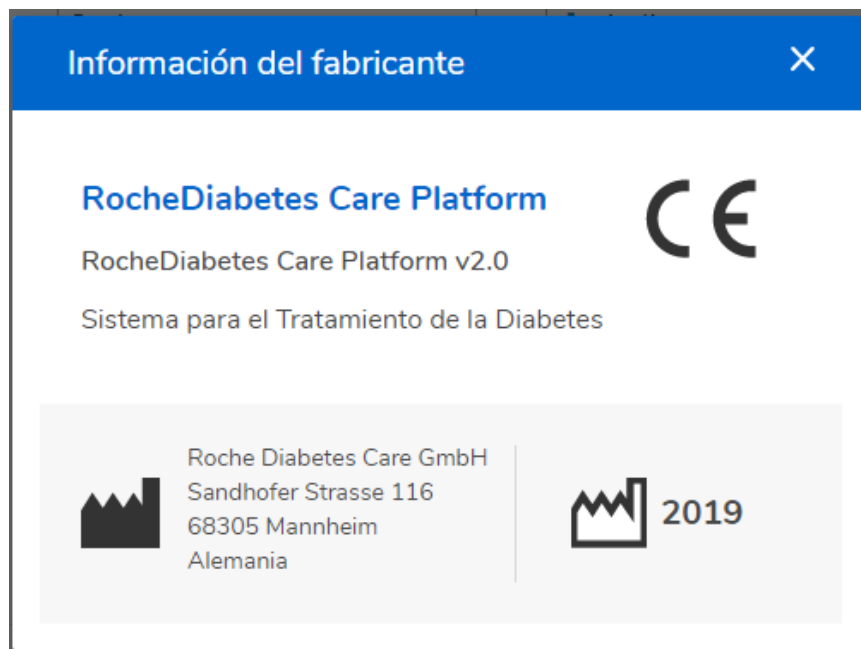 Información del fabricante
RocheDiabetes Care Platform
CE
RocheDiabetes Care Platform v2.0
Sistema para el Tratamiento de la Diabetes
Roche Diabetes Care GmbH
Sandhofer Strasse 116
68305 Mannheim
Alemania
2019